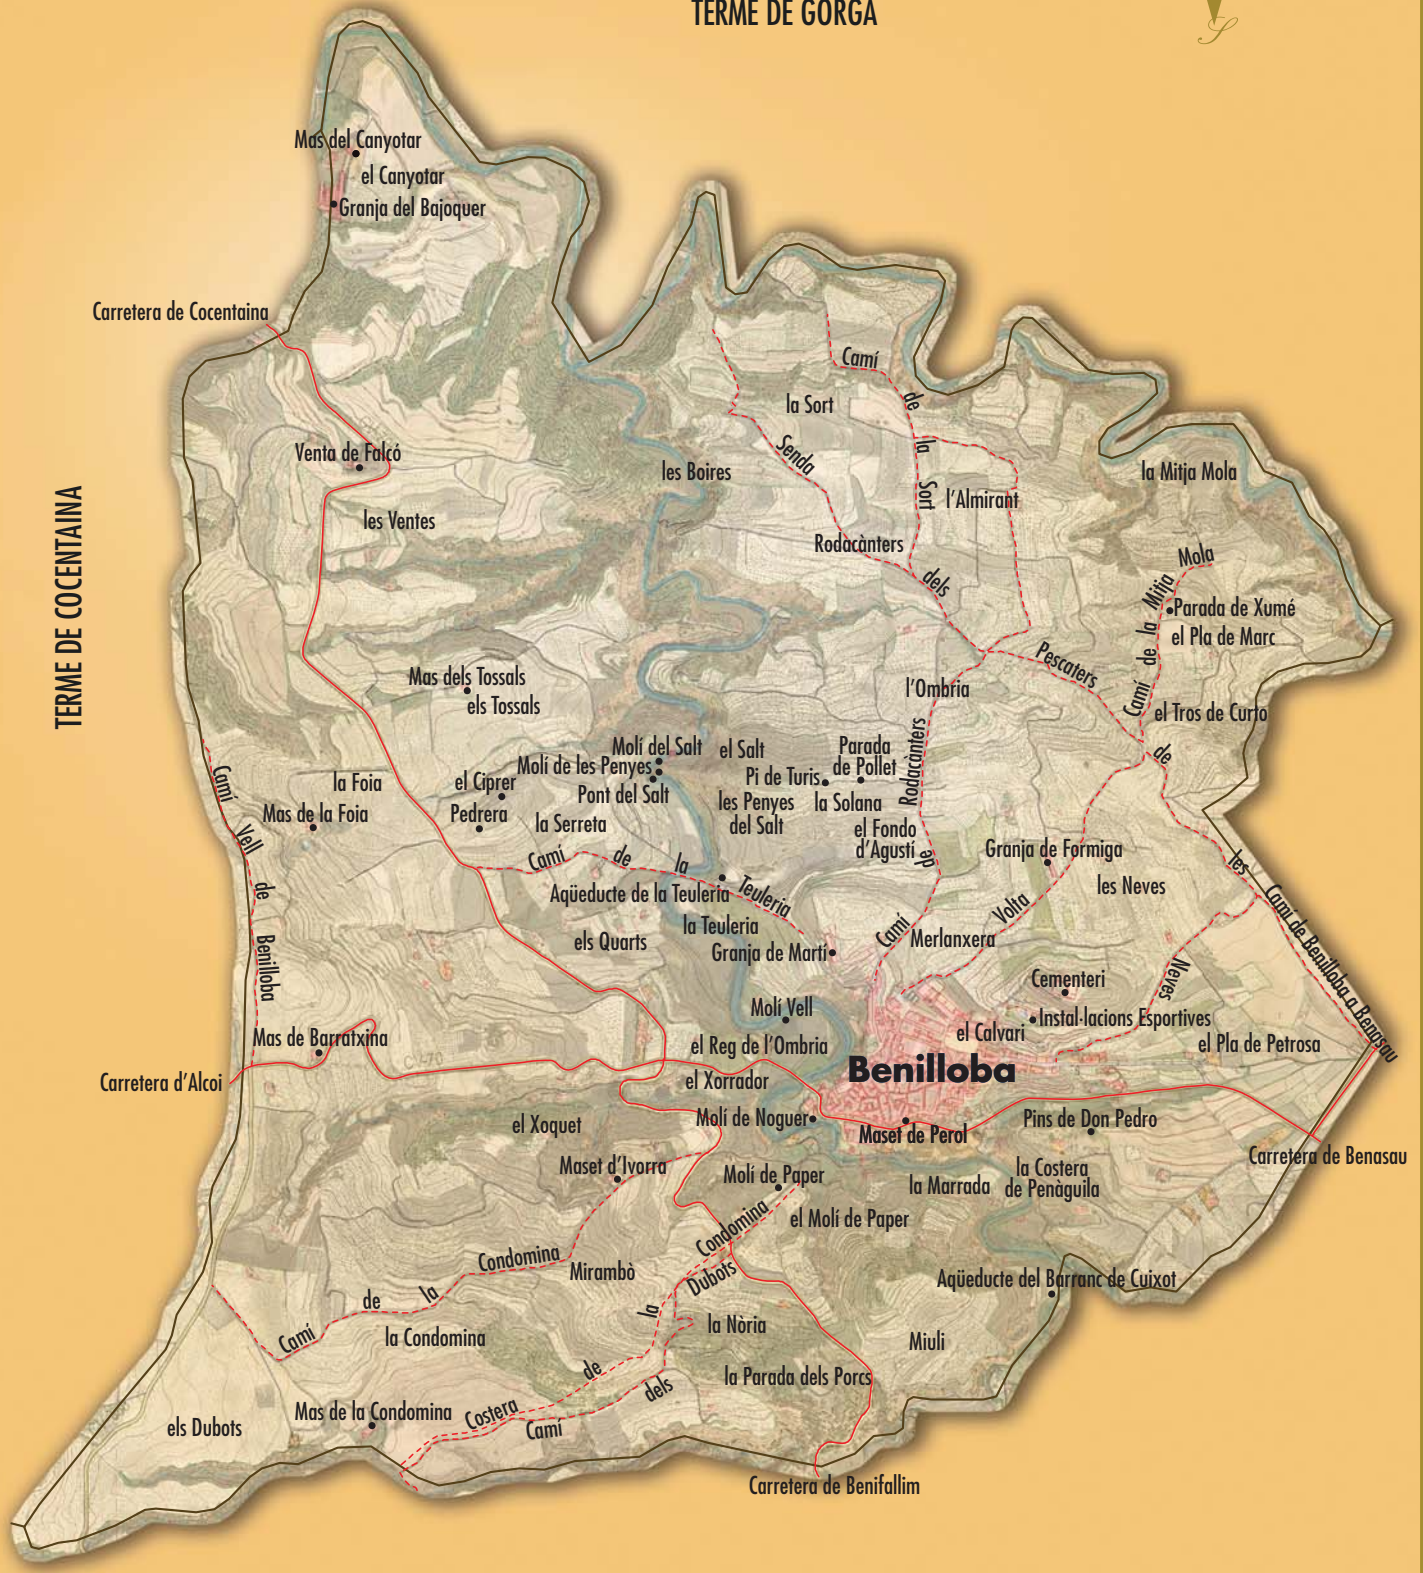 TERME DE GORGA
S
Mas del Canyotar
el Canyotar
Granja del Bajoquer
Carretera de Cocentaina
TERME DE COCENTAINA
Camí de la Sort
la Sort
Senda dels Rodacànters
Venta de Falcó
les Boires
la Mitja Mola
l'Almirant
les Ventes
Camí de la Mitja Mola
Parada de Xumé
el Pla de Marc
Pescaters
Mas dels Tossals
els Tossals
l'Ombria
el Tros de Curto
Camí de Rodacànters
Molí del Salt
el Salt
Parada
de Pollet
Molí de les Penyes
Pi de Turis
Pont del Salt
les Penyes
del Salt
la Solana
la Foia
el Ciprer
Mas de la Foia
Pedrera
la Serreta
el Fondo
d'Agustí
Camí Vell de Benilloba
Camí de la Teuleria
Granja de Formiga
les Neves
Aqüeducte de la Teuleria
Volta de les Neves
Camí de Benilloba a Benasau
la Teuleria
els Quarts
Granja de Martí
Merlanxera
Cementeri
Molí Vell
Instal·lacions Esportives
el Calvari
Mas de Barratxina
el Reg de l'Ombria
el Pla de Petrosa
Benilloba
Carretera d'Alcoi
el Xorrador
Molí de Noguer
Pins de Don Pedro
el Xoquet
Maset de Perol
Carretera de Benasau
Maset d'Ivorra
Molí de Paper
la Marrada
la Costera
de Penàguila
el Molí de Paper
Camí de la Condomina
Mirambò
Aqüeducte del Barranc de Cuixot
Costera de la Condomina
Camí dels Dubots
la Nòria
la Condomina
Miuli
la Parada dels Porcs
Mas de la Condomina
els Dubots
Carretera de Benifallim